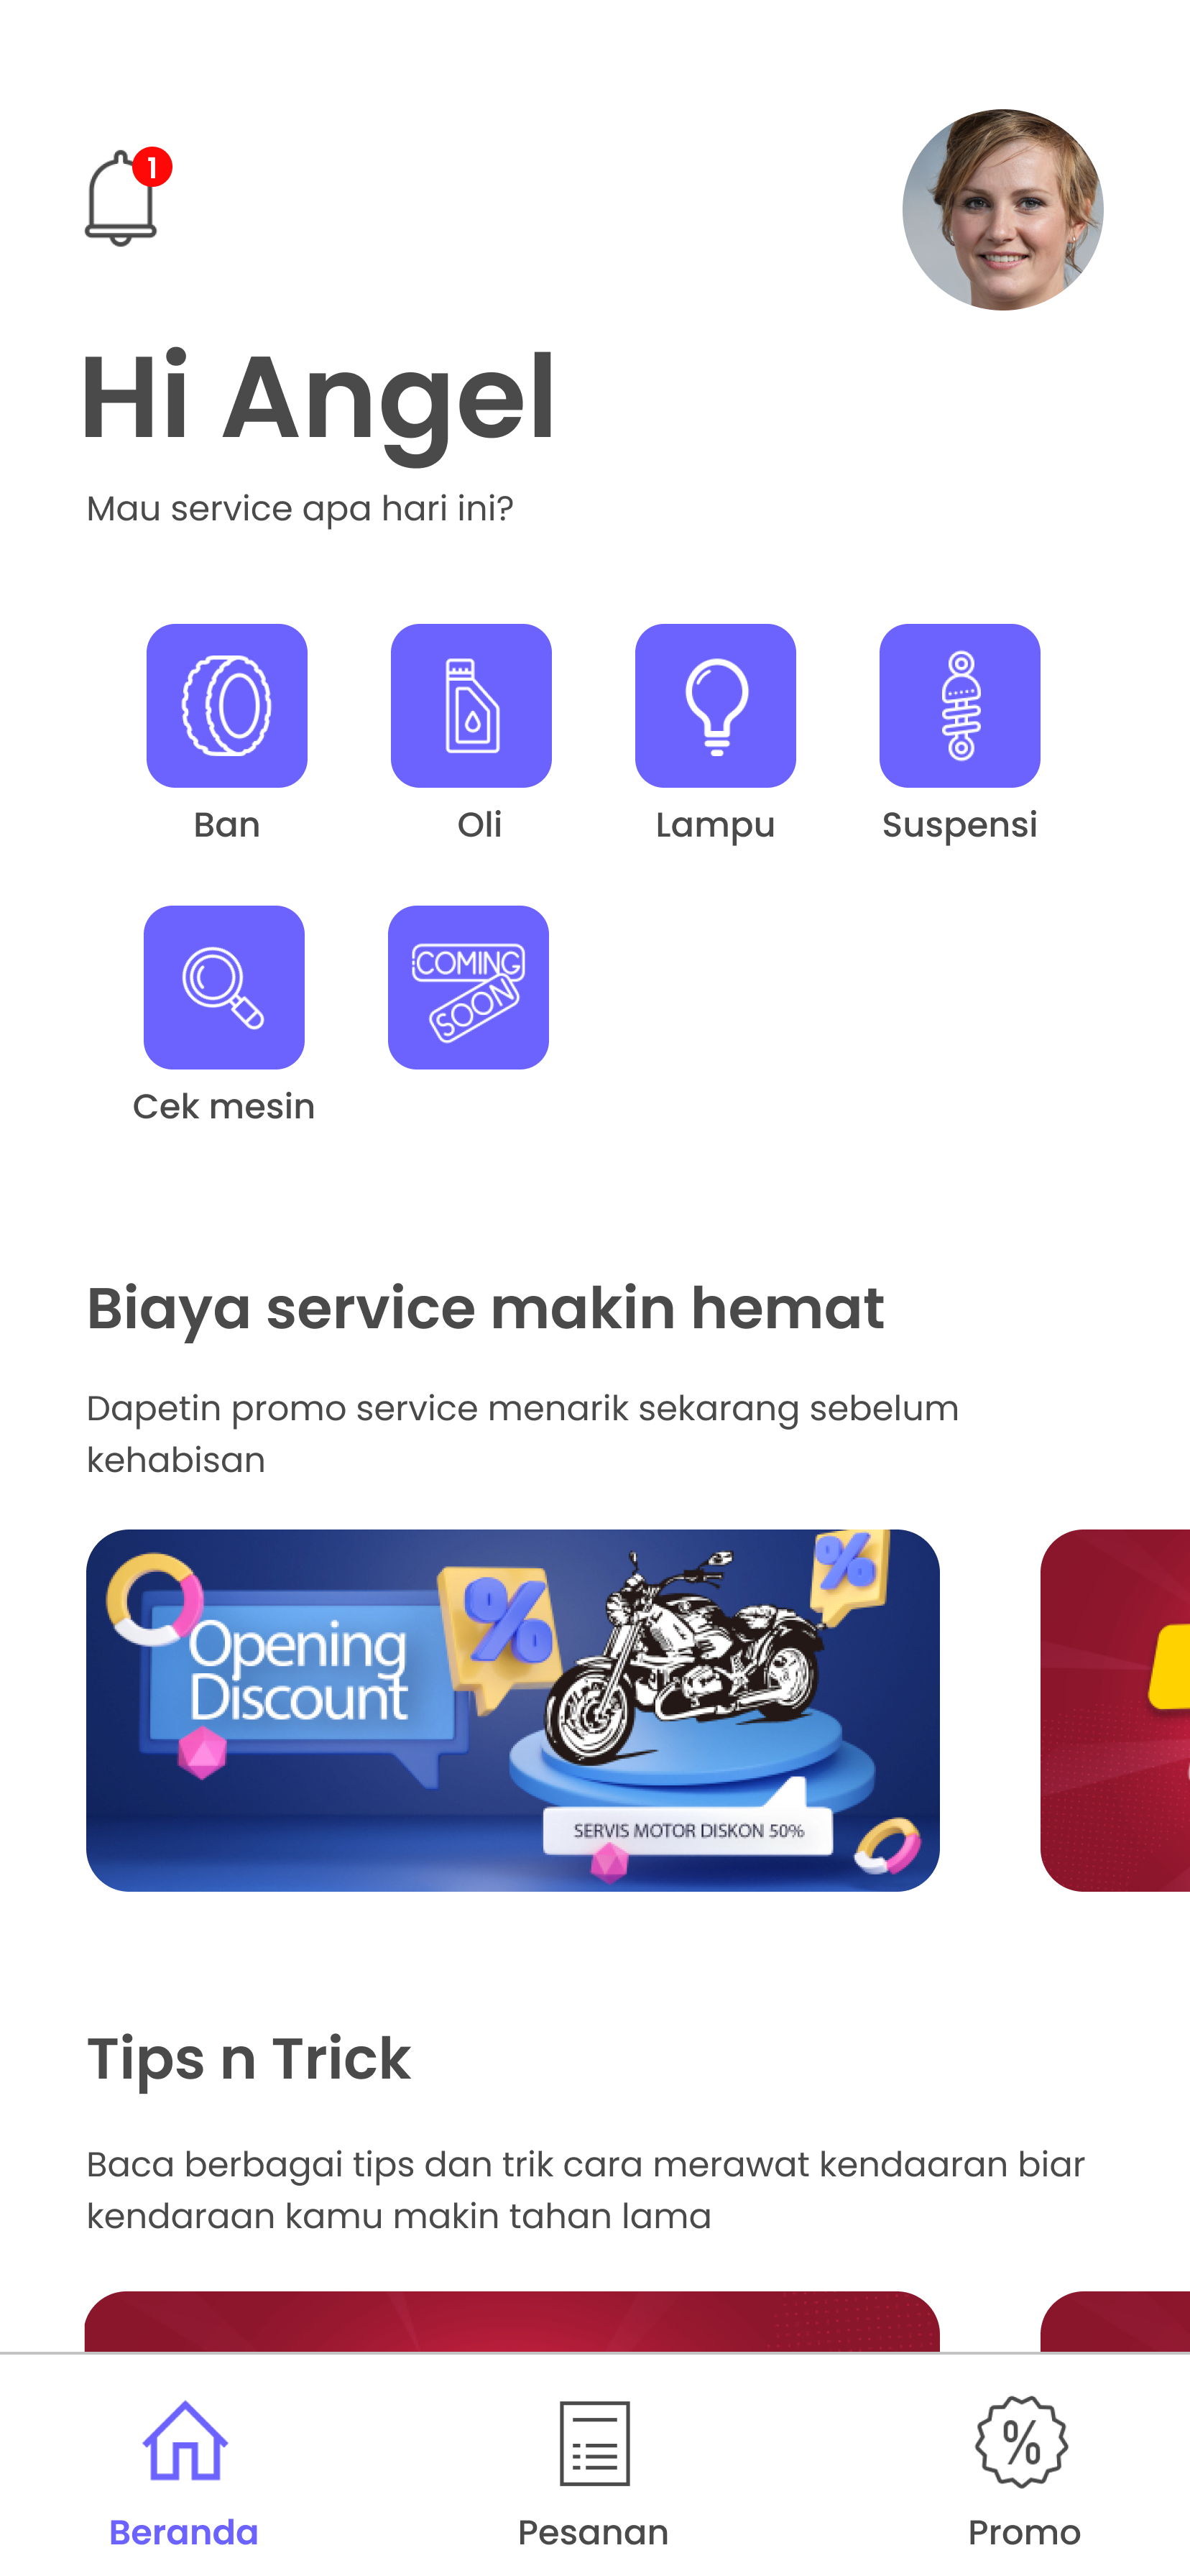 1
Hi Angel
Mau service apa hari ini?
Ban
Oli
Lampu
Suspensi
COMING
SOON
Cek mesin
Biaya service makin hemat
Dapetin promo service menarik sekarang sebelum
kehabisan
Opening
Discount
%
%
SERVIS MOTOR DISKON 50%
Tips n Trick
Baca berbagai tips dan trik cara merawat kendaaran biar
kendaraan kamu makin tahan lama
%
Beranda
Pesanan
Promo